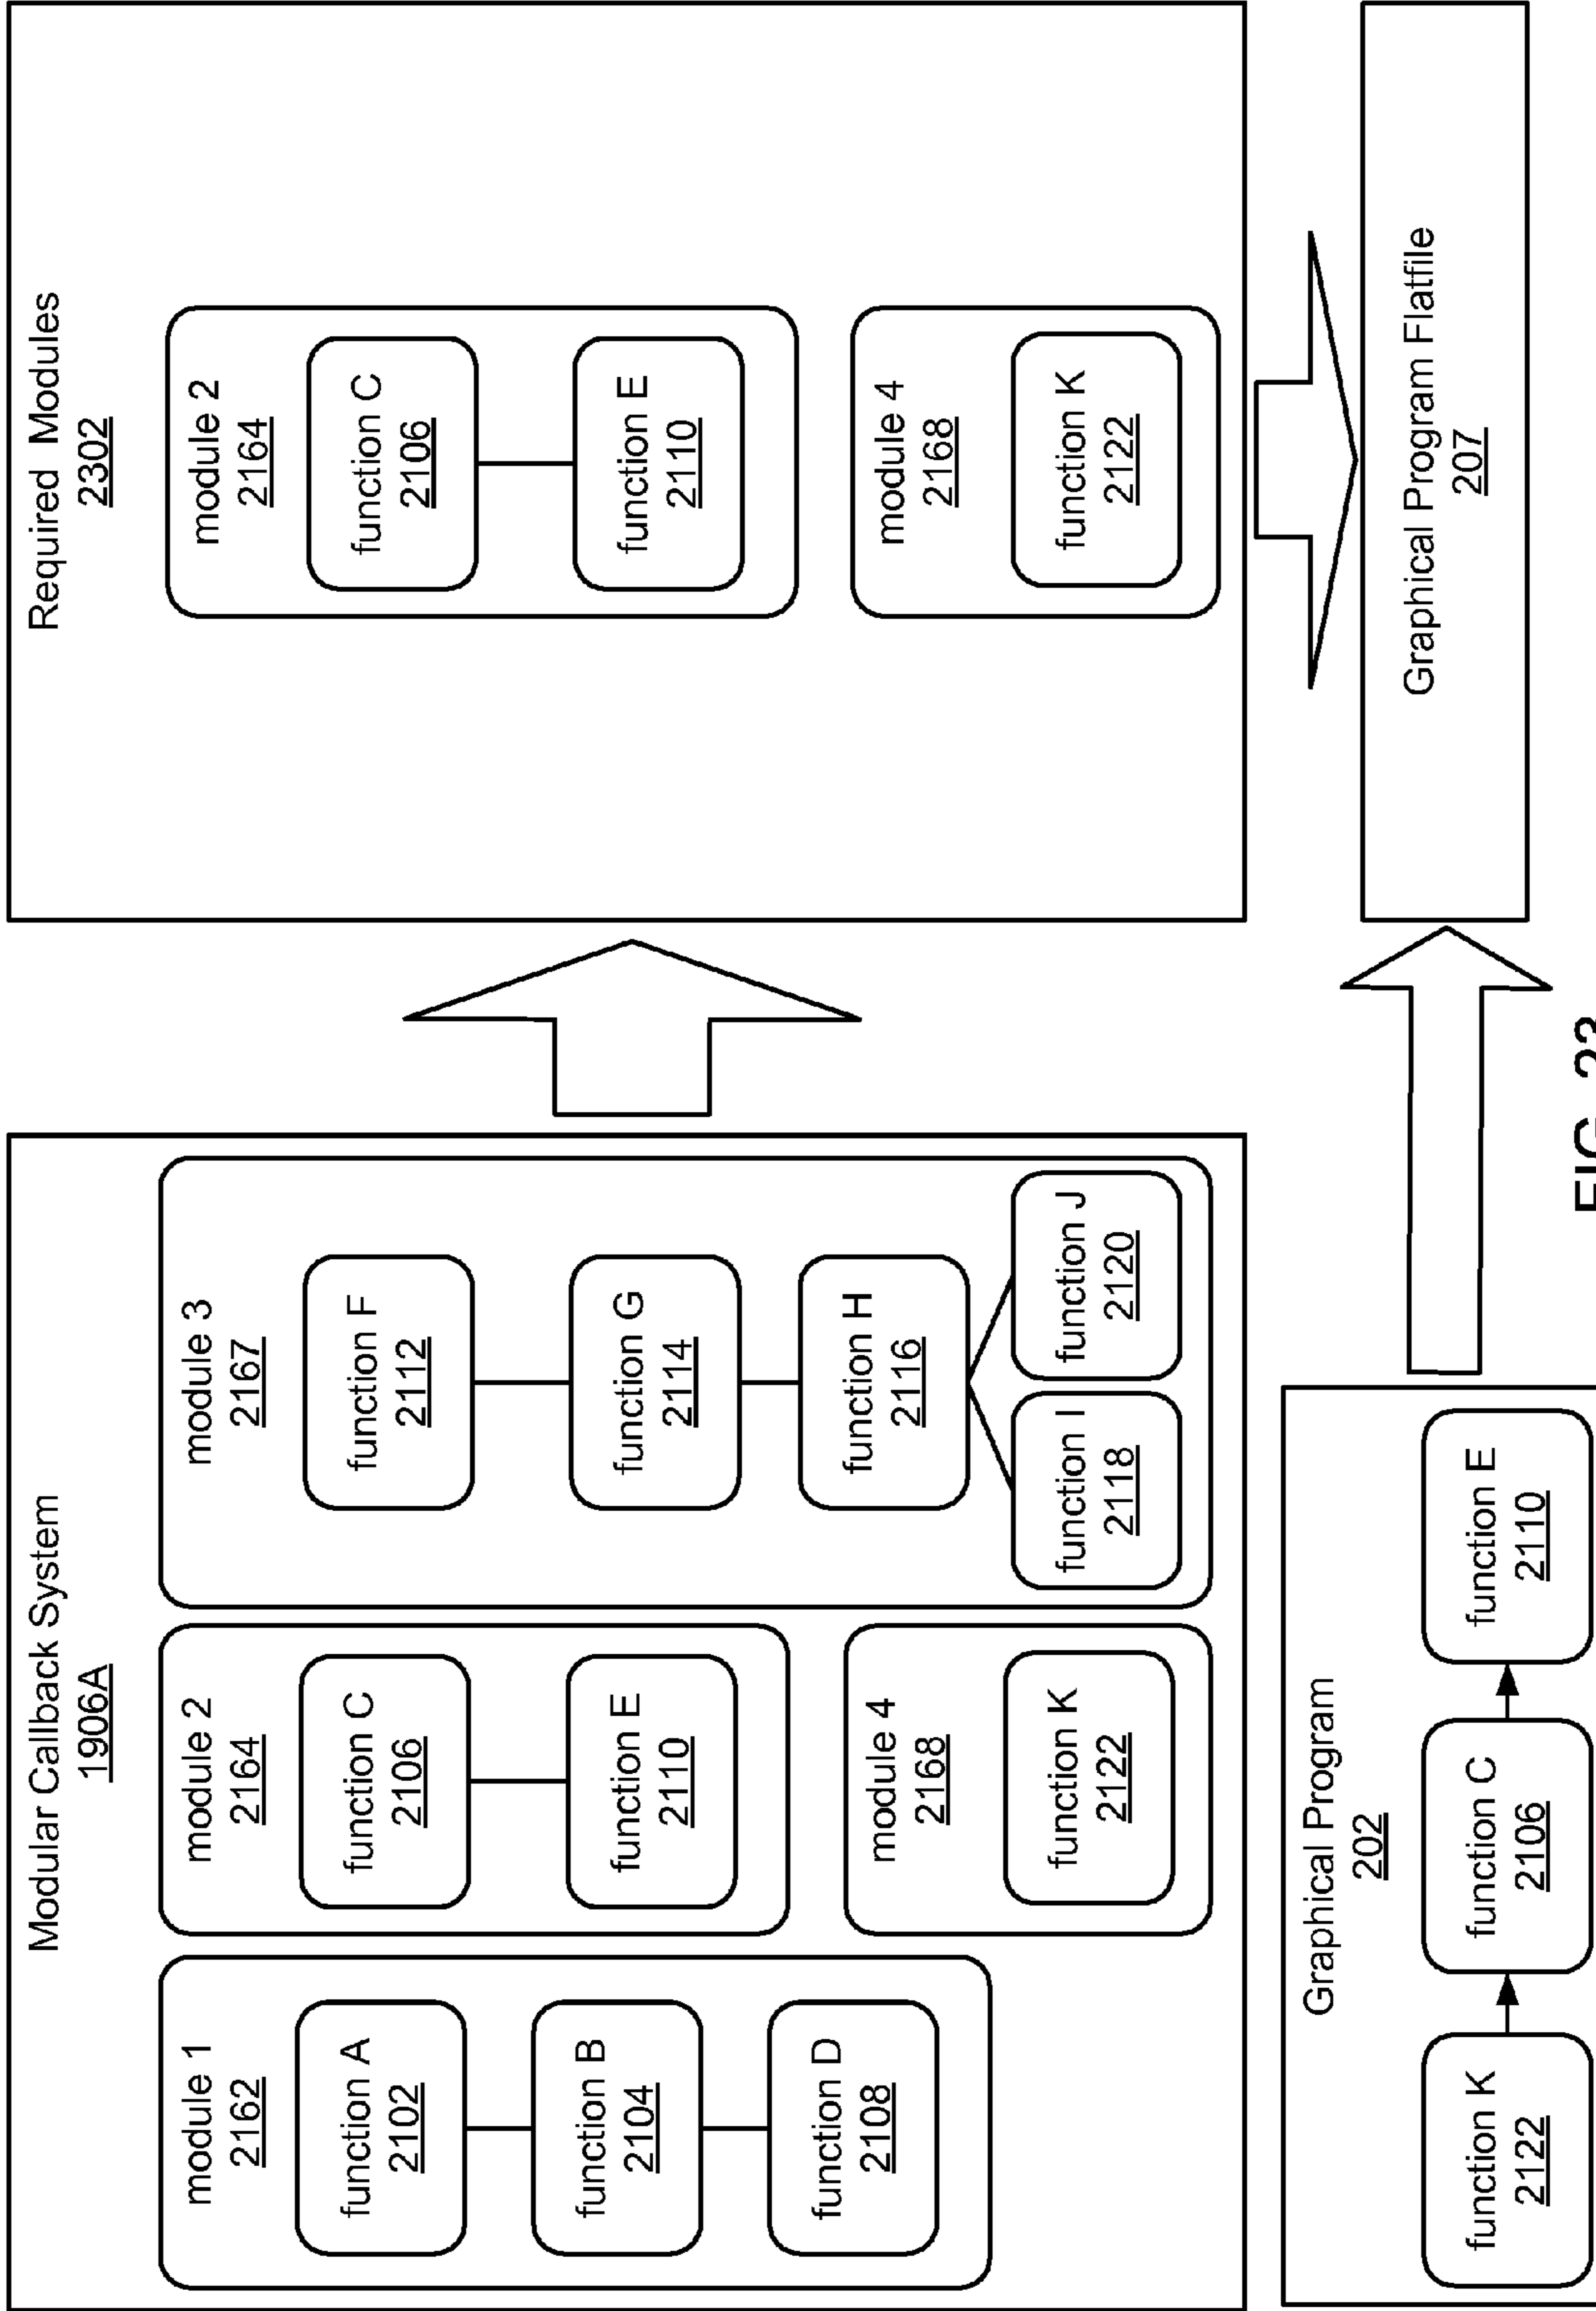 Modular Callback System
1906A
module 1
2162
function A
2102
function B
2104
function D
2108
module 2
2164
function C
2106
function E
2110
module 4
2168
function K
2122
module 3
2167
function F
2112
function G
2114
function H
2116
function I
2118
function J
2120
Required Modules
2302
module 2
2164
function C
2106
function E
2110
module 4
2168
function K
2122
Graphical Program
202
function K
2122
function C
2106
function E
2110
Graphical Program Flatfile
207
FIG. 23